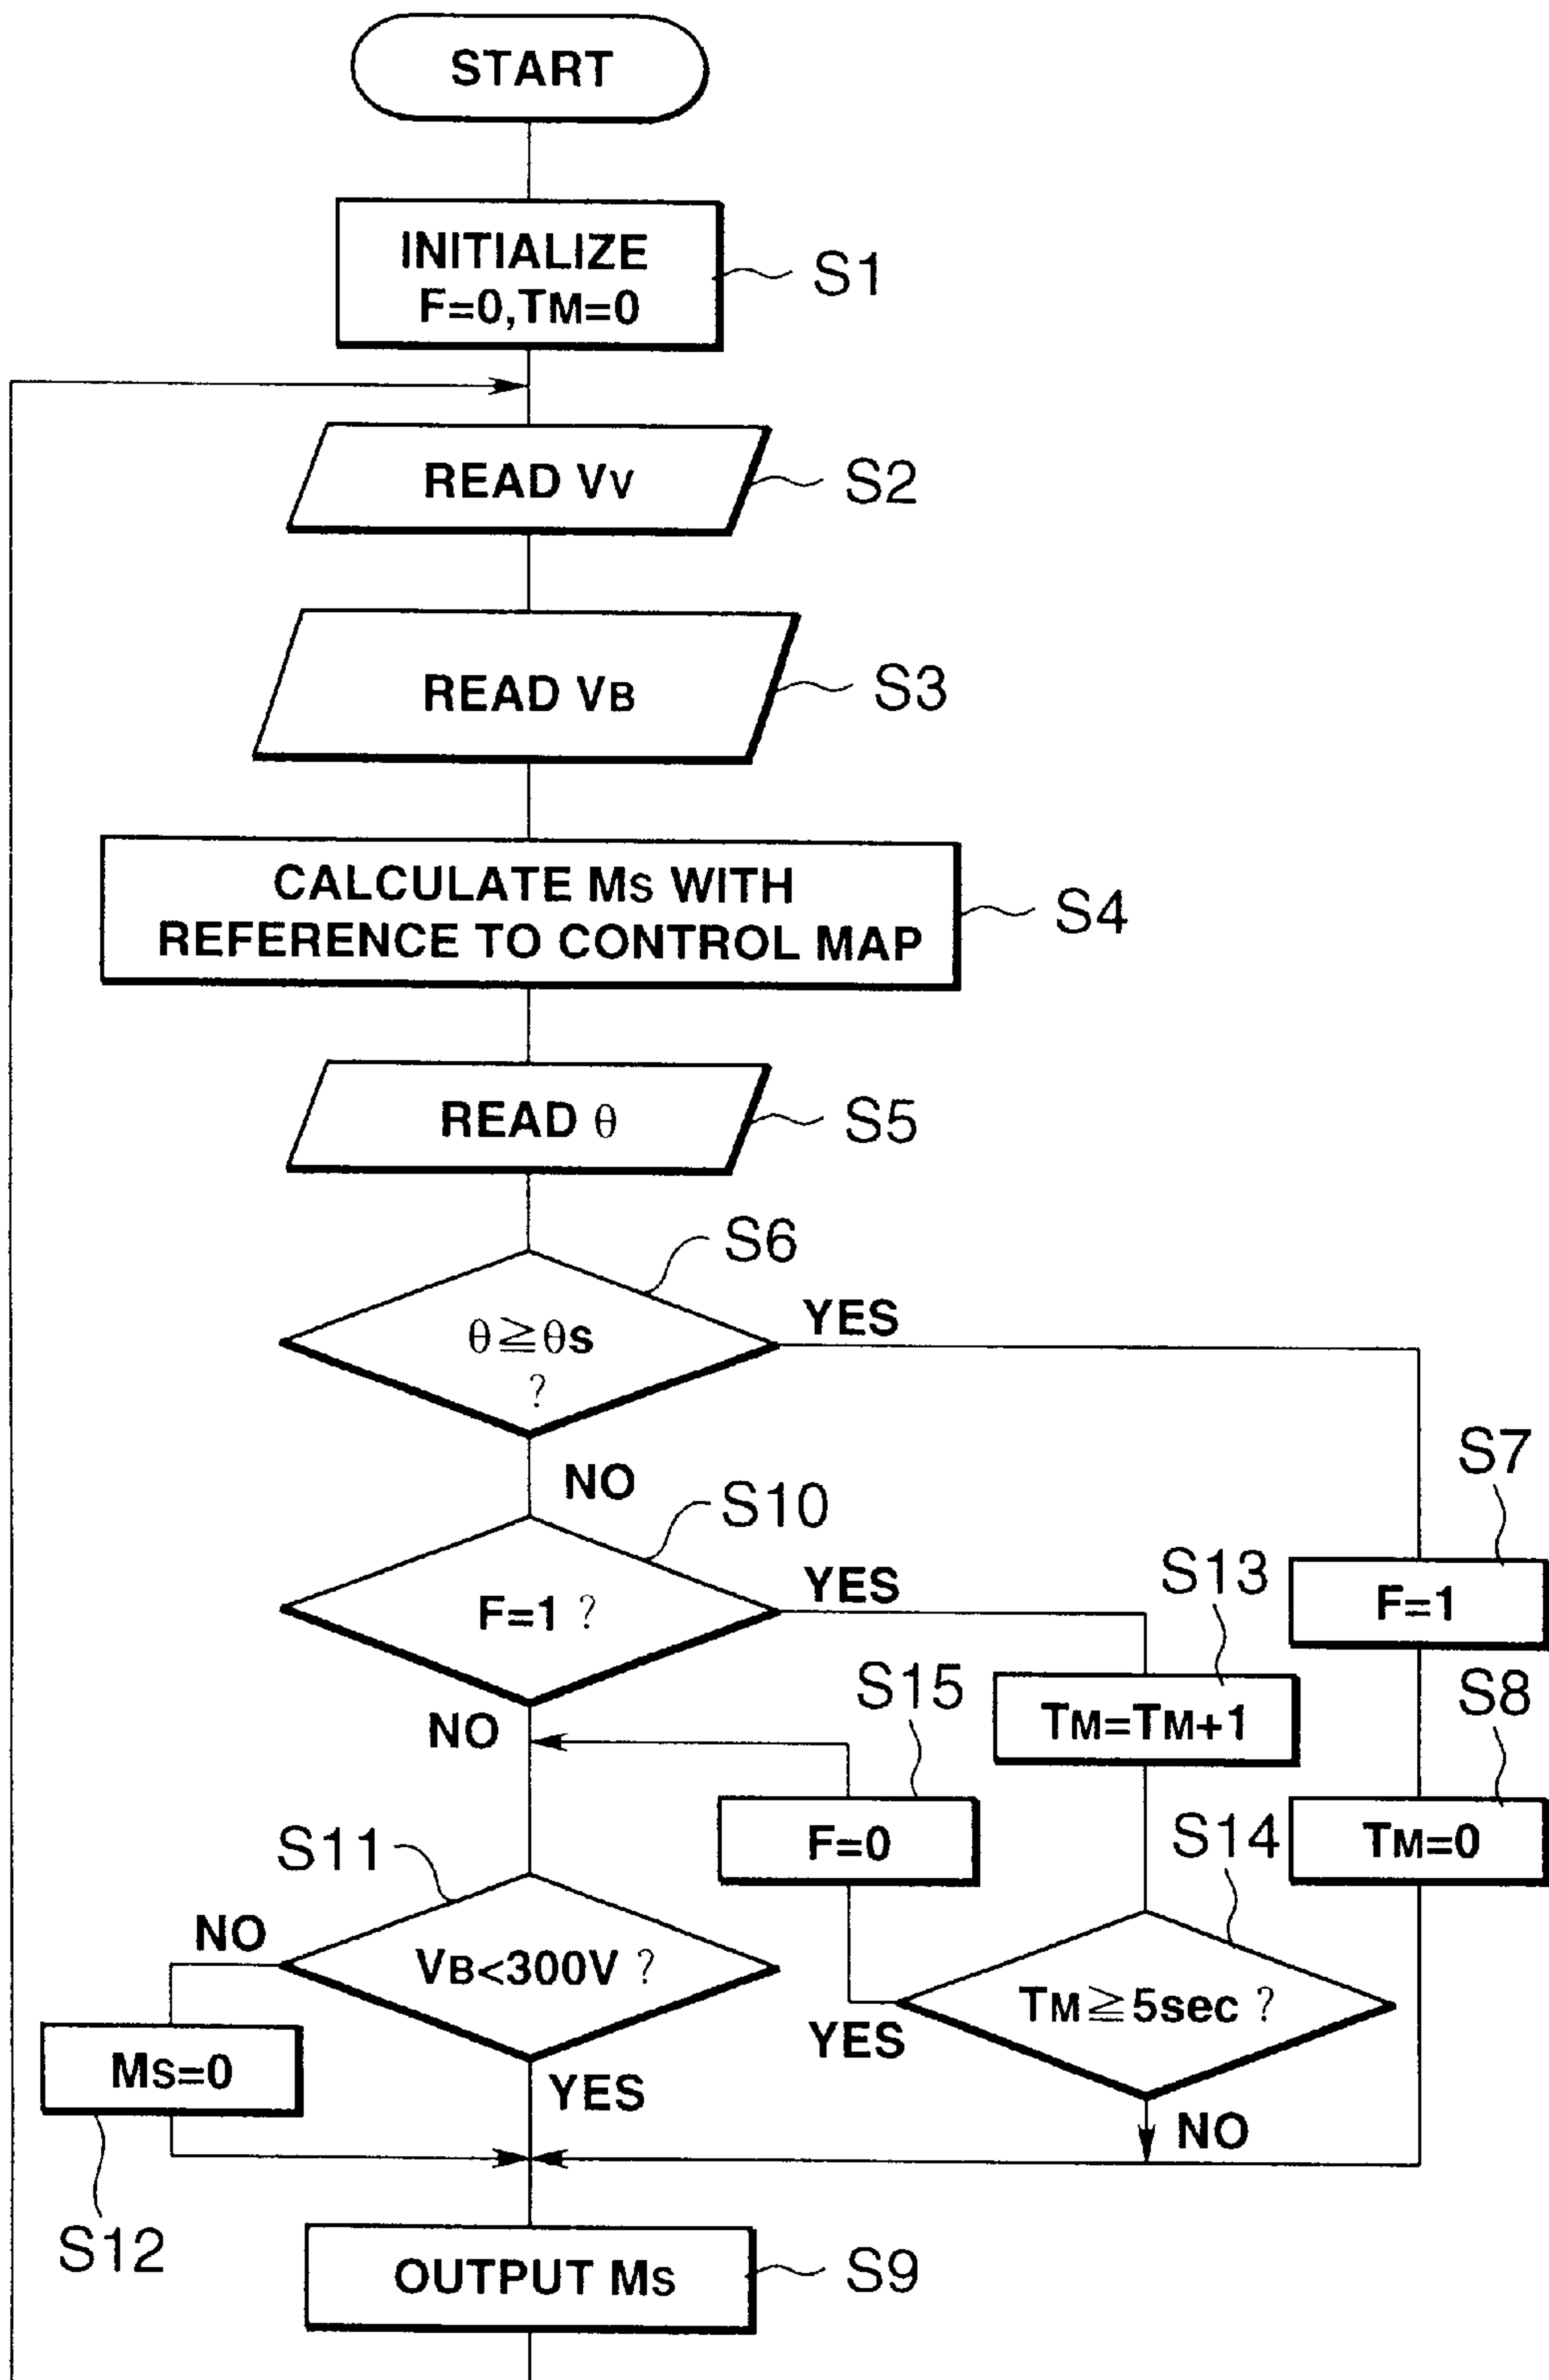 START
INITIALIZE
F=0,TM=0
S1
READ VV
S2
READ VB
S3
CALCULATE MS WITH
REFERENCE TO CONTROL MAP
S4
READ θ
S5
S6
θ≧θs
?
YES
NO
S7
F=1
S10
F=1 ?
YES
NO
S13
TM=TM+1
S15
F=0
S8
TM=0
S11
VB<300V ?
NO
YES
S14
TM≧5sec ?
YES
NO
MS=0
S12
OUTPUT MS
S9